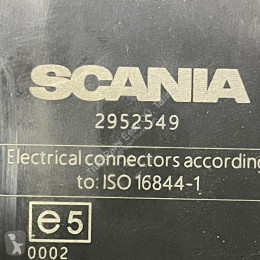 SCANIA
2952549
Electrical connectors according
to: ISO 16844-1
e5
0002